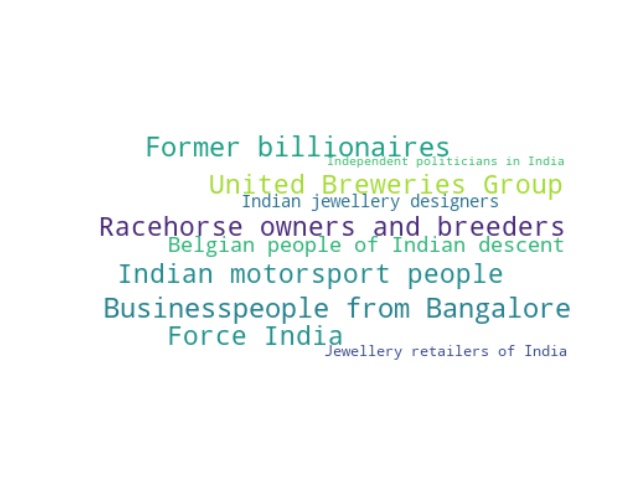 Former billionaires
Independent politicians in India
United Breweries Group
Indian jewellery designers
Racehorse owners and breeders
Belgian people of Indian descent
Indian motorsport people
Businesspeople from Bangalore
Force India
Jewellery retailers of India